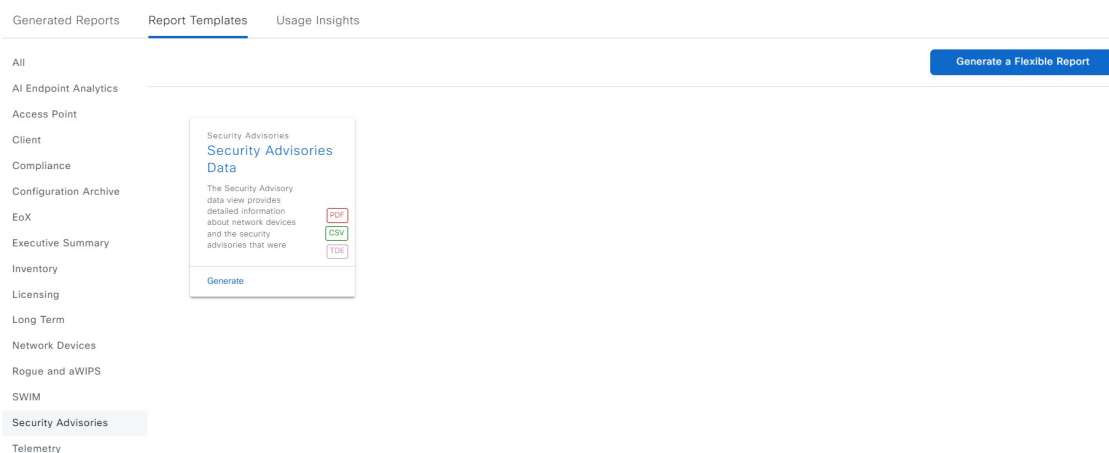 Generated Reports
Report Templates
Usage Insights
Generate a Flexible Report
All
AI Endpoint Analytics
Access Point
Client
Compliance
Configuration Archive
EoX
Executive Summary
Inventory
Licensing
Long Term
Network Devices
Rogue and aWIPS
SWIM
Security Advisories
Telemetry
Security Advisories
Security Advisories
Data
The Security Advisory
data view provides
detailed information
about network devices
and the security
advisories that were
PDF
CSV
TDE
Generate